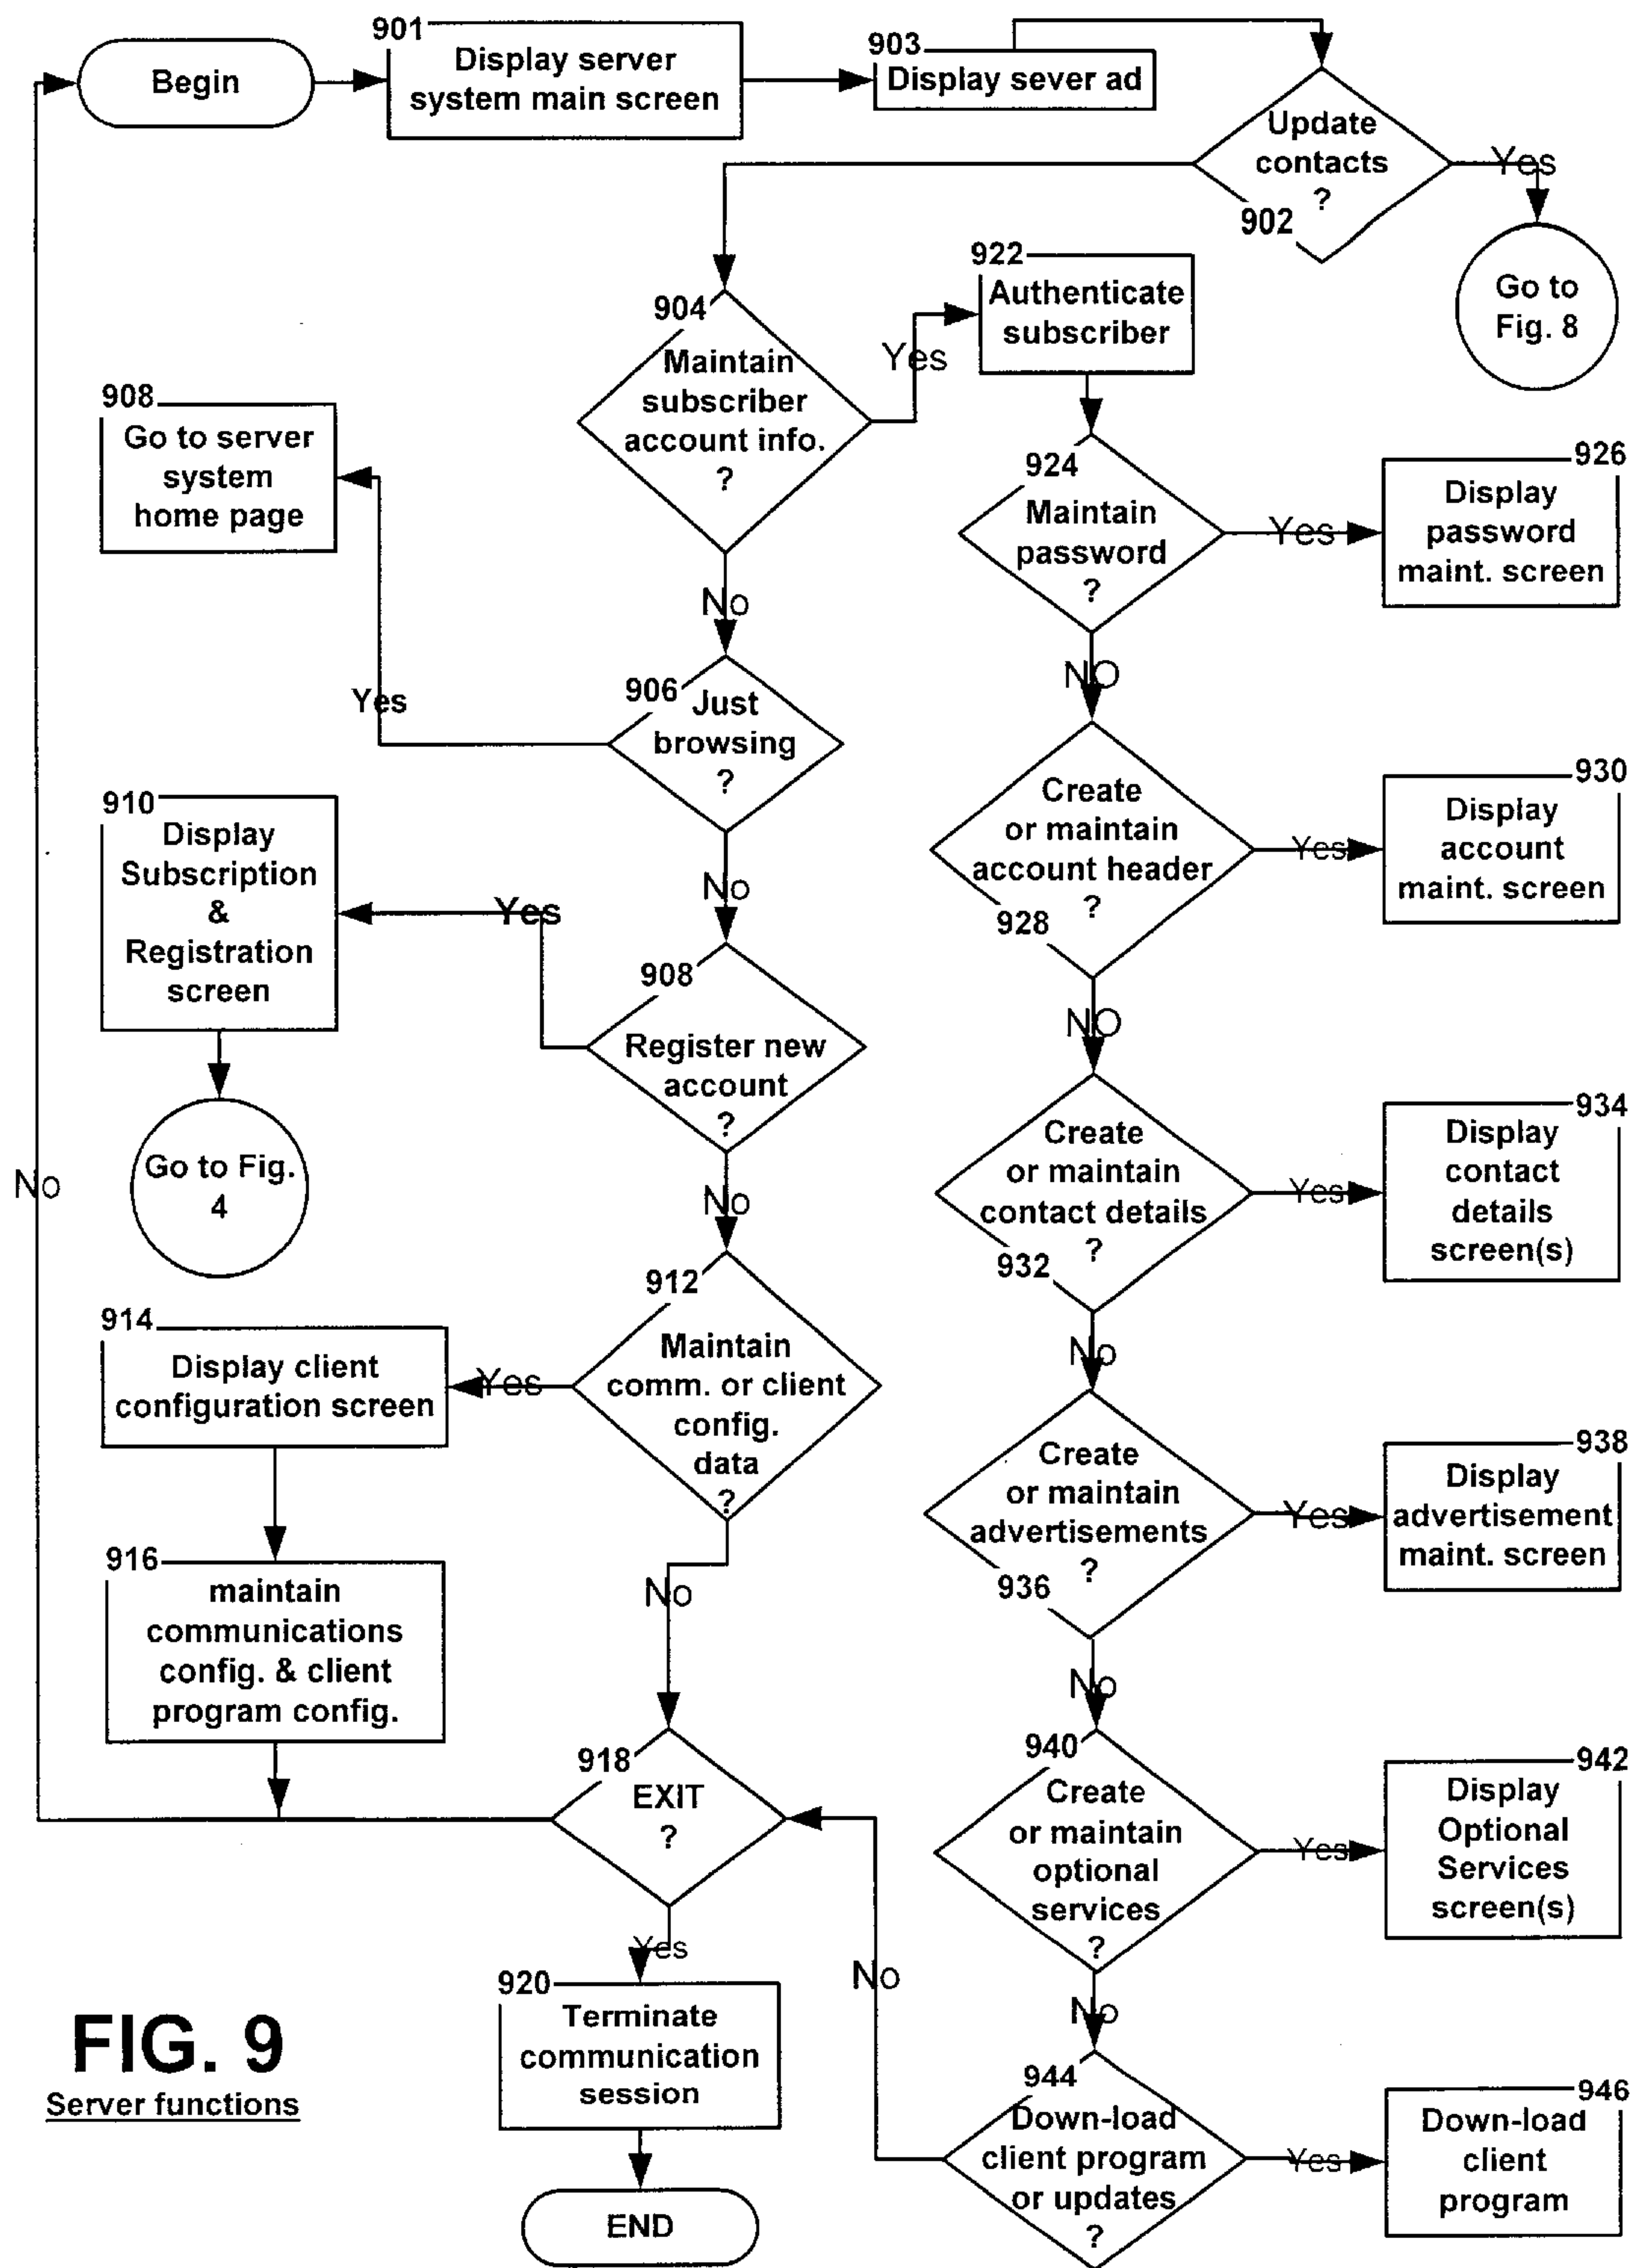 Begin
901
Display server
system main screen
903
Display sever ad
Update
contacts
?
902
Yes
Go to
Fig. 8
904
Maintain
subscriber
account info.
?
Yes
922
Authenticate
subscriber
908
Go to server
system
home page
Yes
No
906
Just
browsing
?
924
Maintain
password
?
Yes
926
Display
password
maint. screen
NO
910
Display
Subscription
&
Registration
screen
Yes
No
908
Register new
account
?
Create
or maintain
account header
?
928
Yes
930
Display
account
maint. screen
NO
No
Go to Fig.
4
No
Create
or maintain
contact details
?
932
Yes
934
Display
contact
details
screen(s)
No
912
Maintain
comm. or client
config.
data
?
Yes
914
Display client
configuration screen
916
maintain
communications
config. & client
program config.
No
Create
or maintain
advertisements
?
936
Yes
938
Display
advertisement
maint. screen
No
918
EXIT
?
Yes
940
Create
or maintain
optional
services
?
Yes
942
Display
Optional
Services
screen(s)
No
No
920
Terminate
communication
session
END
944
Down-load
client program
or updates
?
Yes
946
Down-load
client
program
FIG. 9
Server functions